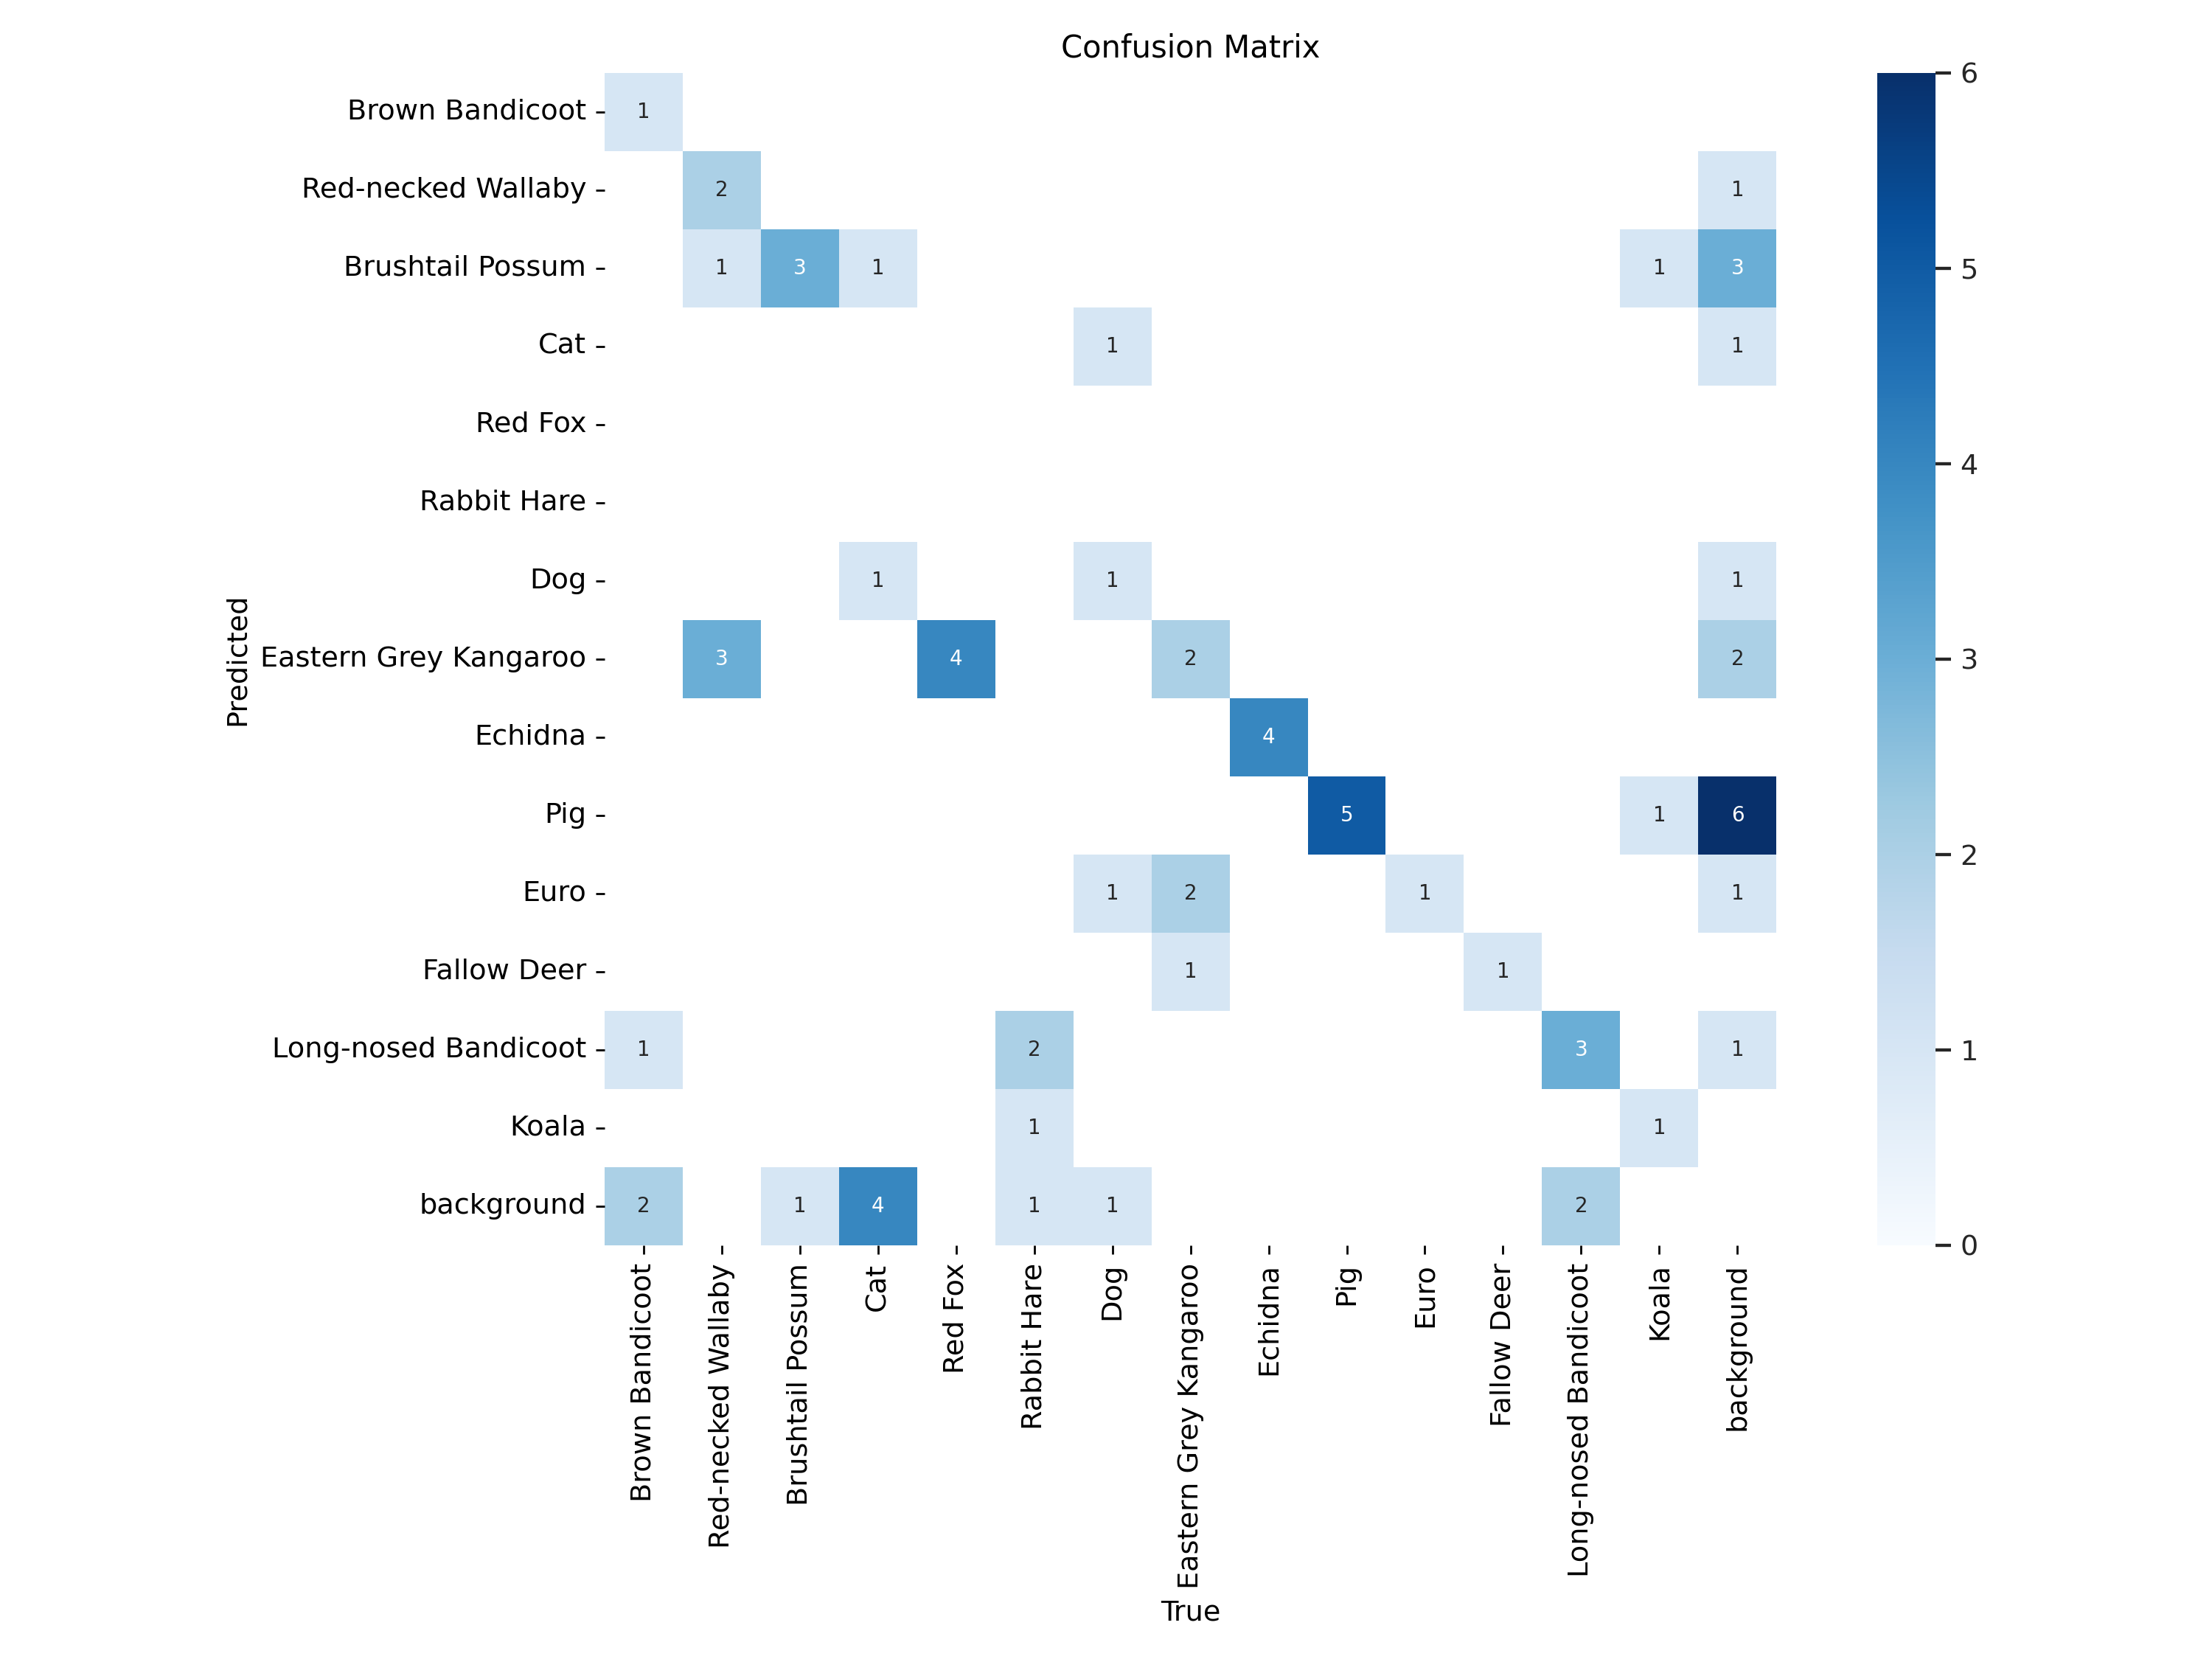 Confusion Matrix
Brown Bandicoot 1
Red-necked Wallaby 2 1
Brushtail Possum 1 3 1 1 3
Cat 1 1
Red Fox
Rabbit Hare
Dog 1 1 1
Eastern Grey Kangaroo 3 4 2 2
Echidna 4
Pig 5 1 6
Euro 1 2 1 1
Fallow Deer 1 1
Long-nosed Bandicoot 1 2 3 1
Koala 1 1
background 2 1 4 1 1 2
Predicted
Brown Bandicoot
Red-necked Wallaby
Brushtail Possum
Cat
Red Fox
Rabbit Hare
Dog
Eastern Grey Kangaroo
Echidna
Pig
Euro
Fallow Deer
Long-nosed Bandicoot
Koala
background
True
6
5
4
3
2
1
0